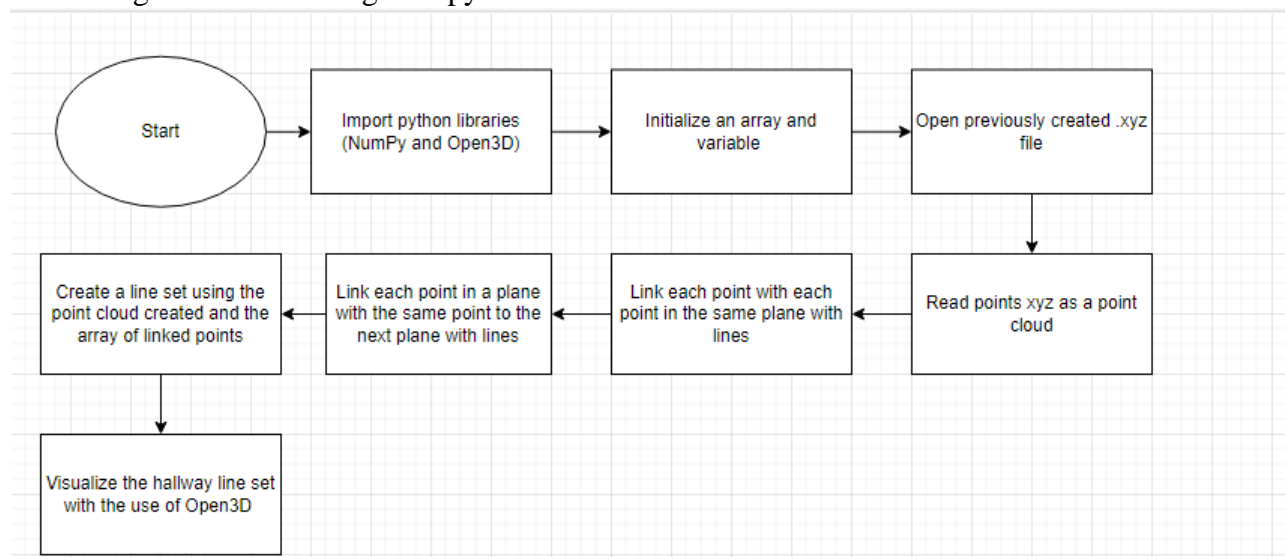 Start
Import python libraries
(NumPy and Open3D)
Initialize an array and
variable
Open previously created .xyz
file
Read points xyz as a point
cloud
Link each point with each
point in the same plane with
lines
Link each point in a plane
with the same point to the
next plane with lines
Create a line set using the
point cloud created and the
array of linked points
Visualize the hallway line set
with the use of Open3D